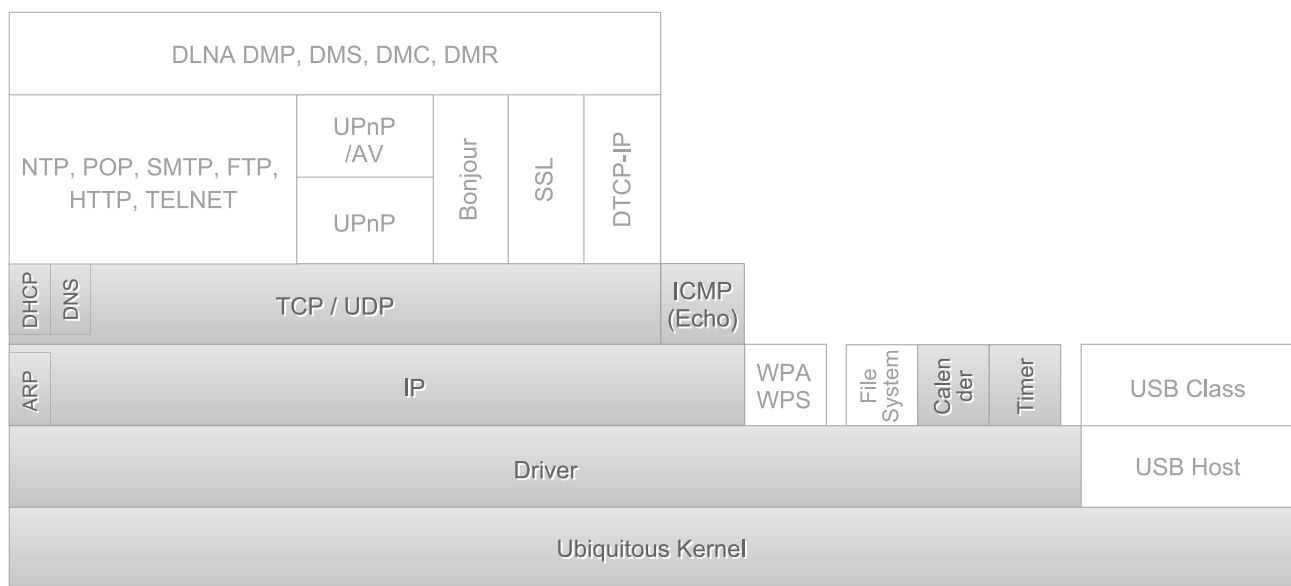 DLNA DMP, DMS, DMC, DMR
NTP, POP, SMTP, FTP,
HTTP, TELNET
UPnP
/AV
UPnP
Bonjour
SSL
DTCP-IP
DHCP
DNS
TCP / UDP
ICMP
(Echo)
ARP
IP
WPA
WPS
File
System
Calen
der
Timer
USB Class
Driver
USB Host
Ubiquitous Kernel